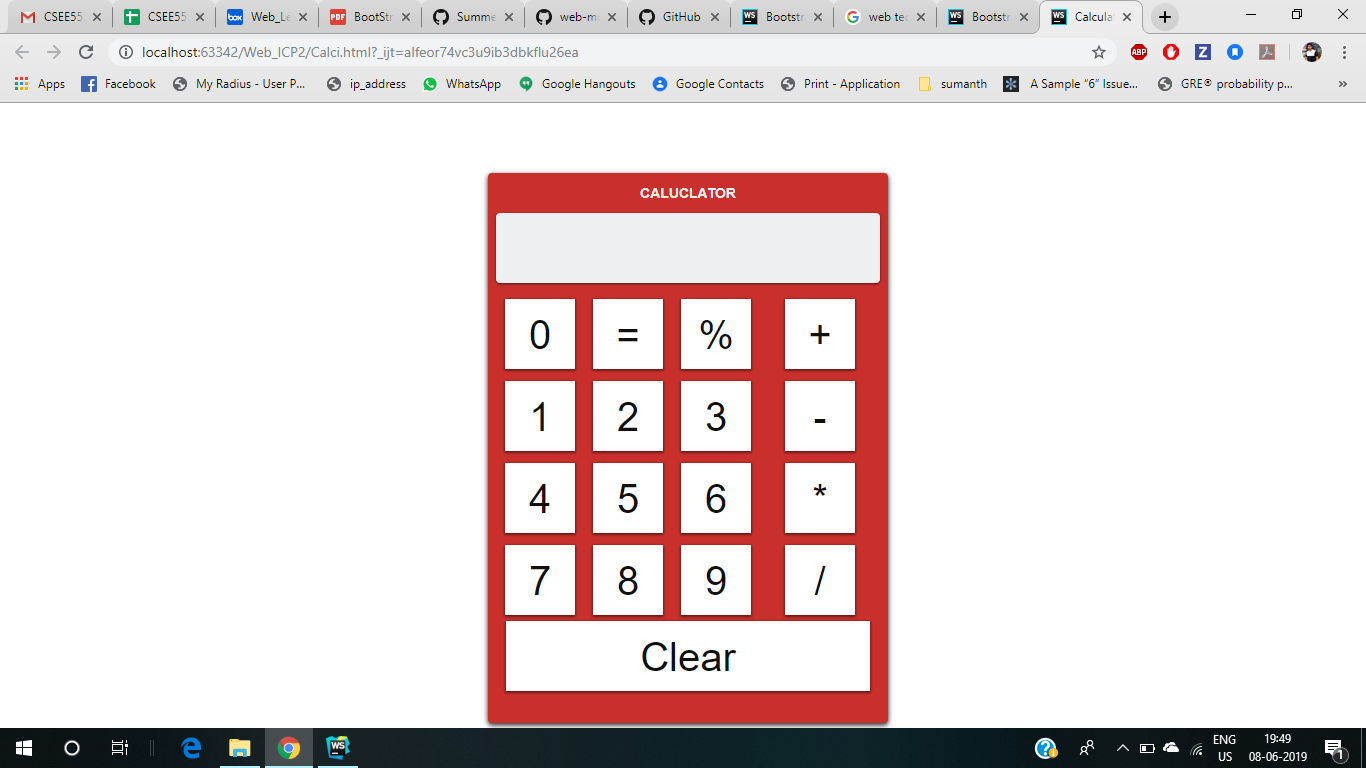 CSEE55 CSEE55 Web_Le BootStr Summe web-m GitHub Bootstr web tec Bootstr Calcula
localhost:63342/Web_ICP2/Calci.html?_ijt=alfeor74vc3u9ib3dbkflu26ea
Apps Facebook My Radius - User P... ip_address WhatsApp Google Hangouts Google Contacts Print - Application sumanth A Sample “6” Issue... GRE® probability p... »
CALUCLATOR
0 = % +
1 2 3 -
4 5 6 *
7 8 9 /
Clear
ENG 19:49
US 08-06-2019 1